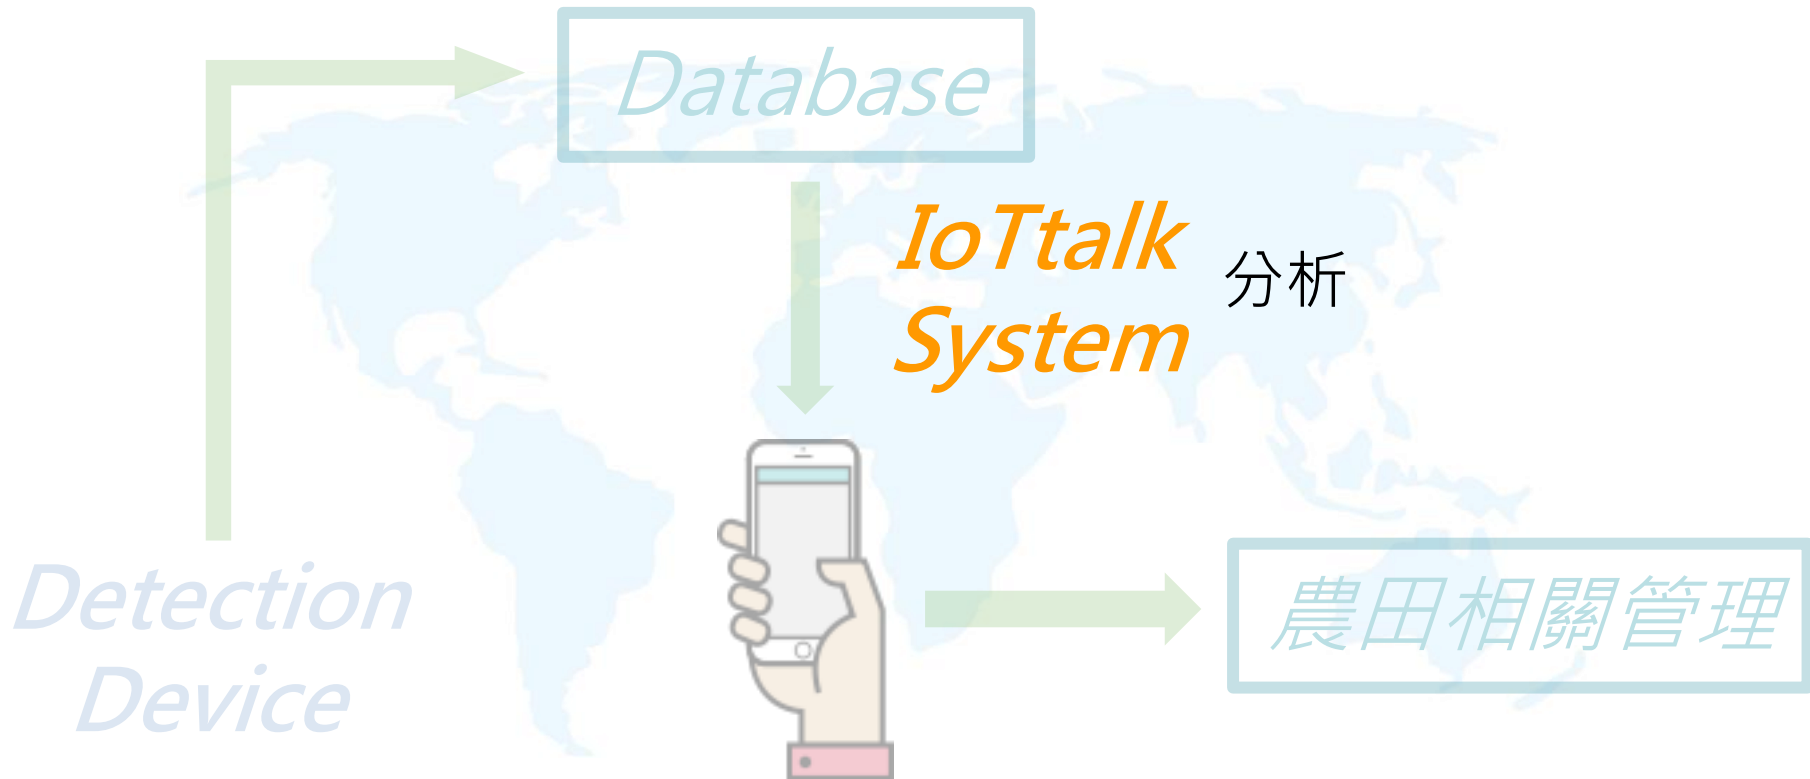 Database
IoTtalk
System
分析
Detection
Device
農田相關管理